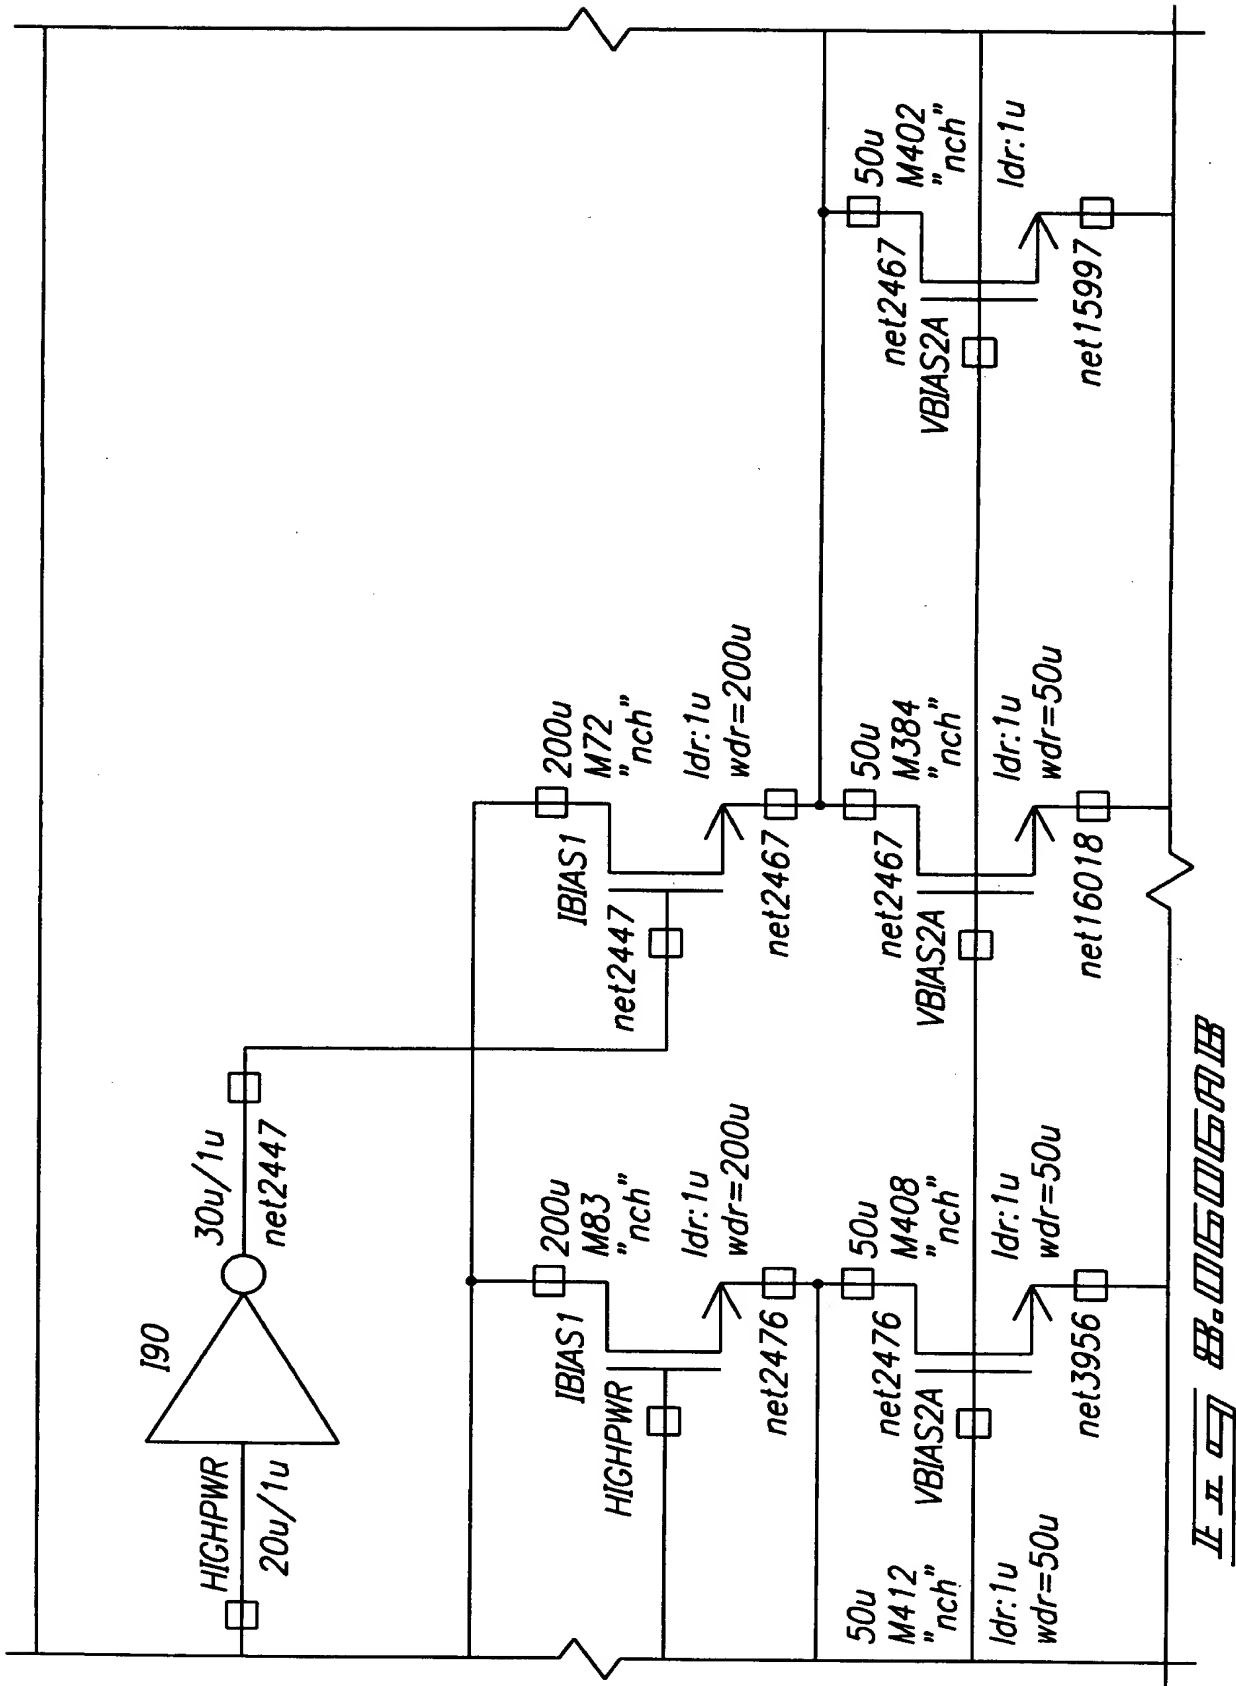 I90
HIGHPWR
20u/1u
30u/1u
net2447
IBIAS1
200u
M83
"nch"
HIGHPWR
ldr:1u
wdr=200u
net2476
IBIAS1
200u
M72
"nch"
net2447
ldr:1u
wdr=200u
net2467
50u
M412
"nch"
ldr:1u
wdr=50u
net2476
50u
M408
"nch"
VBIAS2A
ldr:1u
wdr=50u
net3956
net2467
50u
M384
"nch"
VBIAS2A
ldr:1u
wdr=50u
net16018
net2467
50u
M402
"nch"
VBIAS2A
ldr:1u
net15997
FIG 8.0606AB